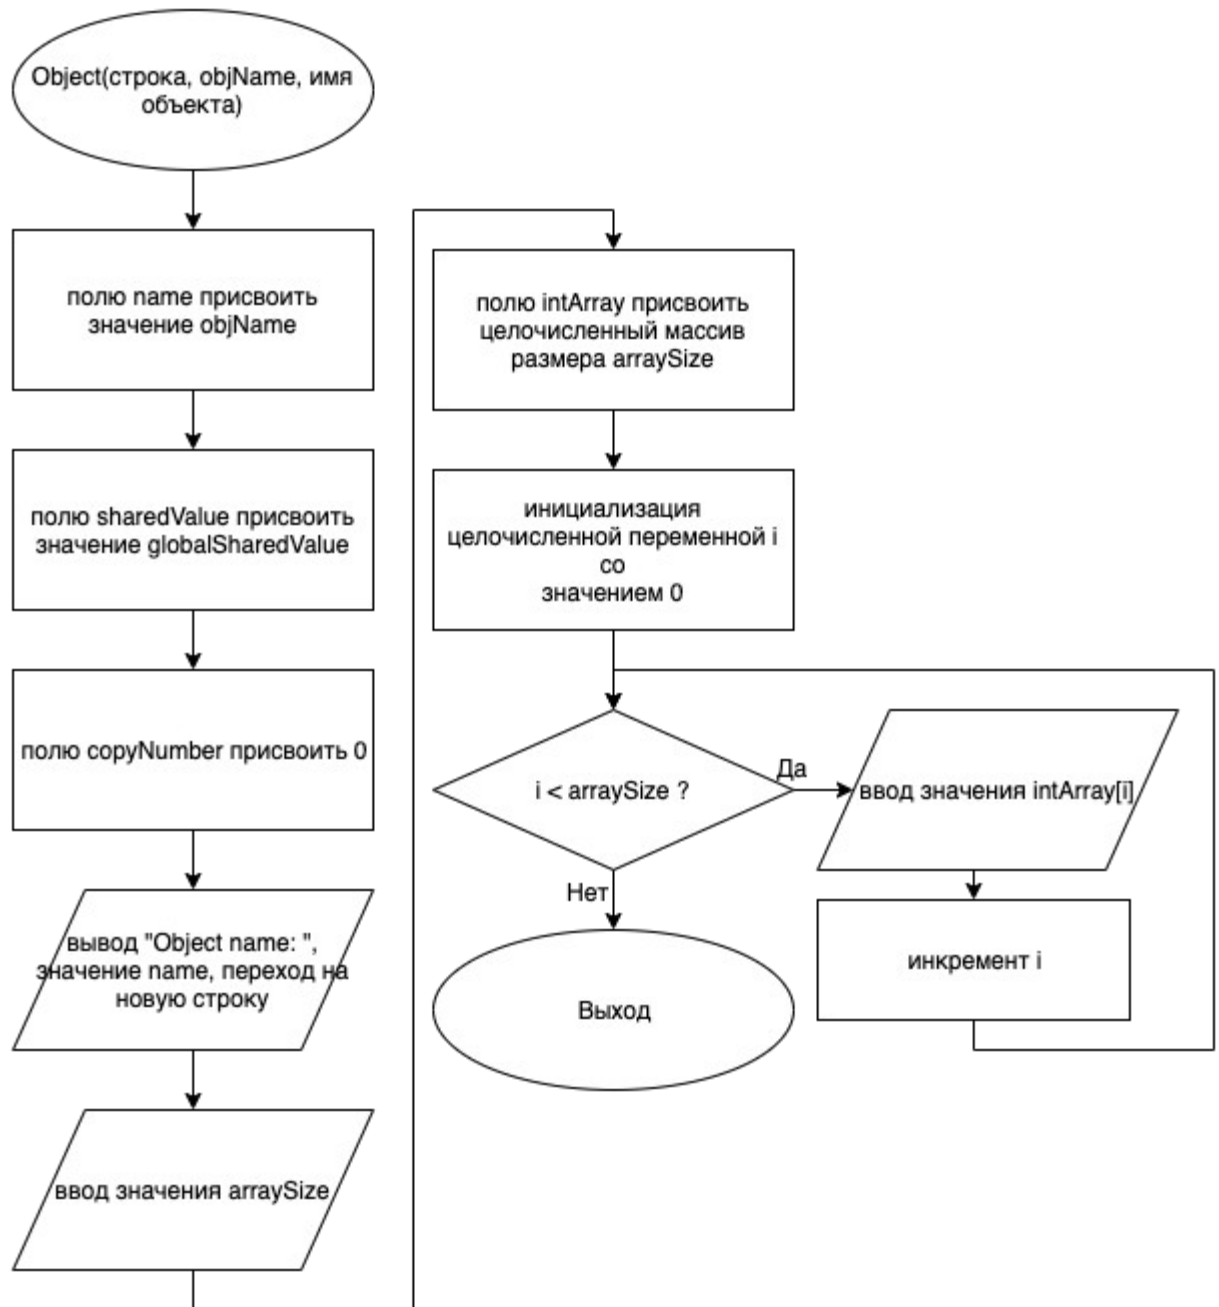 Object(строка, objName, имя
объекта)
полю name присвоить
значение objName
полю sharedValue присвоить
значение globalSharedValue
полю copyNumber присвоить 0
вывод "Object name: ",
значение name, переход на
новую строку
ввод значения arraySize
полю intArray присвоить
целочисленный массив
размера arraySize
инициализация
целочисленной переменной i
со
значением 0
i < arraySize ?
Да
ввод значения intArray[i]
инкремент i
Нет
Выход